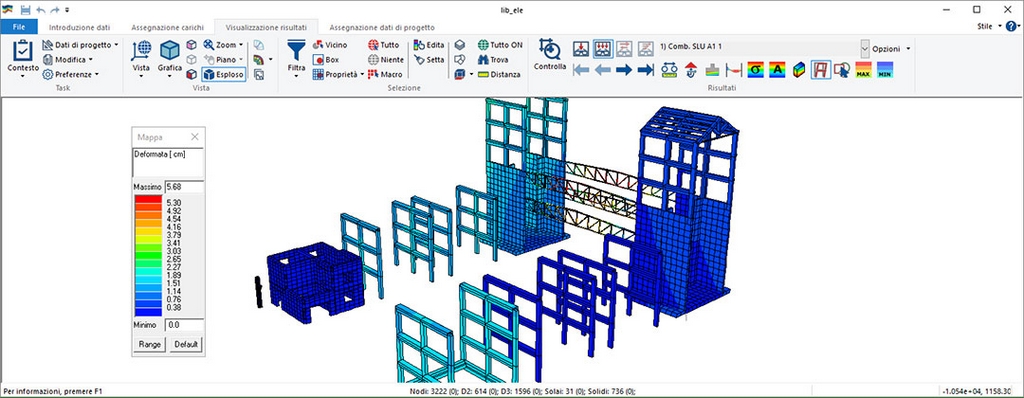 lib_ele
File Introduzione dati Assegnazione carichi Visualizzazione risultati Assegnazione dati di progetto Stile
Contesto
Dati di progetto
Modifica
Preferenze
Task
Vista
Grafica
Zoom
Piano
Esploso
Vista
Filtra
Vicino
Box
Proprietà
Tutto
Niente
Macro
Edita
Setta
Tutto ON
Trova
Distanza
Selezione
Controlla
1) Comb. SLU A1 1
Opzioni
σ A MAX MIN
Risultati
Mappa
Deformata [ cm]
Massimo 5.68
5.30
4.92
4.54
4.16
3.79
3.41
3.03
2.65
2.27
1.89
1.51
1.14
0.76
0.38
Minimo 0.0
Range Default
Per informazioni, premere F1 Nodi: 3222 (0); D2: 614 (0); D3: 1596 (0); Solai: 31 (0); Solidi: 736 (0); -1.054e+04, 1158.30